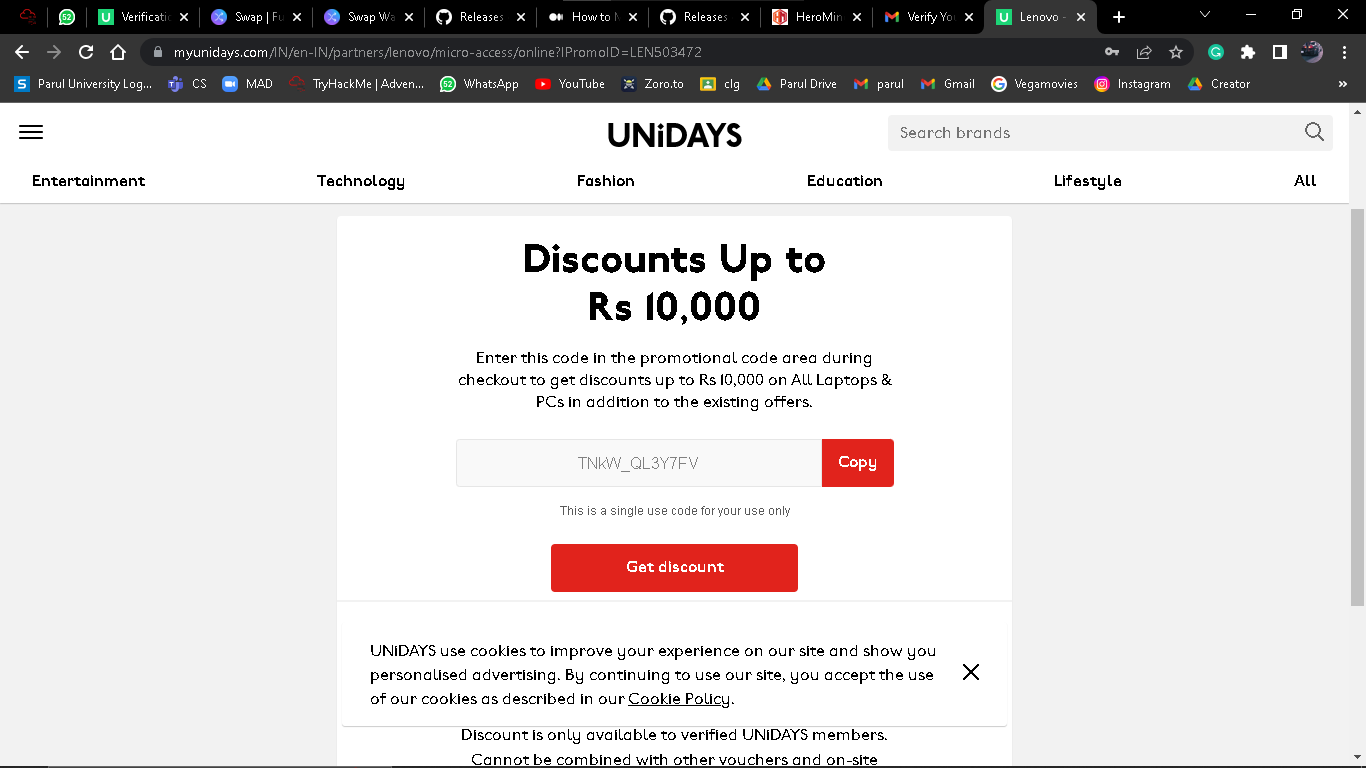 Verificati
Swap | Fu
Swap Wa
Releases
How to M
Releases
HeroMin
Verify You
Lenovo -
myunidays.com/IN/en-IN/partners/lenovo/micro-access/online?IPromoID=LEN503472
Parul University Log...
CS
MAD
TryHackMe | Adven...
WhatsApp
YouTube
Zoro.to
clg
Parul Drive
parul
Gmail
Vegamovies
Instagram
Creator
»
UNiDAYS
Search brands
Entertainment
Technology
Fashion
Education
Lifestyle
All
Discounts Up to
Rs 10,000
Enter this code in the promotional code area during
checkout to get discounts up to Rs 10,000 on All Laptops &
PCs in addition to the existing offers.
TNkW_QL3Y7FV
Copy
This is a single use code for your use only
Get discount
UNiDAYS use cookies to improve your experience on our site and show you
personalised advertising. By continuing to use our site, you accept the use
of our cookies as described in our Cookie Policy.
Discount is only available to verified UNiDAYS members.
Cannot be combined with other vouchers and on-site